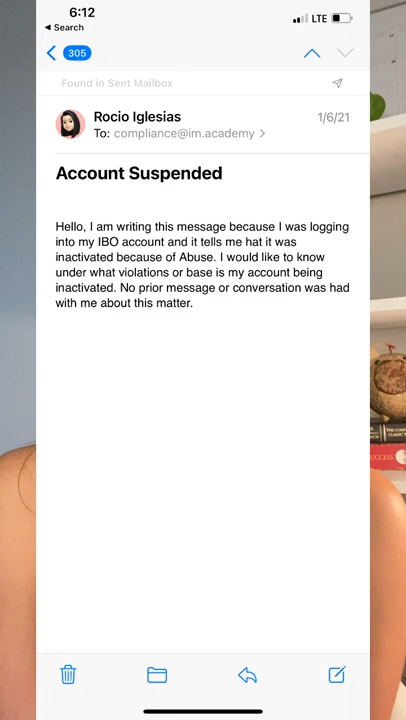 6:12
LTE
◀ Search
305
Found in Sent Mailbox
Rocio Iglesias
1/6/21
To: compliance@im.academy
Account Suspended
Hello, I am writing this message because I was logging
into my IBO account and it tells me hat it was
inactivated because of Abuse. I would like to know
under what violations or base is my account being
inactivated. No prior message or conversation was had
with me about this matter.
SUCCESS